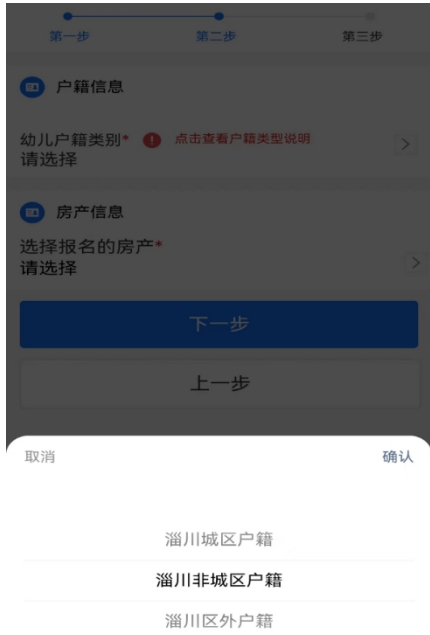 第一步 第二步 第三步
户籍信息
幼儿户籍类别* 点击查看户籍类型说明
请选择
房产信息
选择报名的房产*
请选择
下一步
上一步
取消 确认
淄川城区户籍
淄川非城区户籍
淄川区外户籍